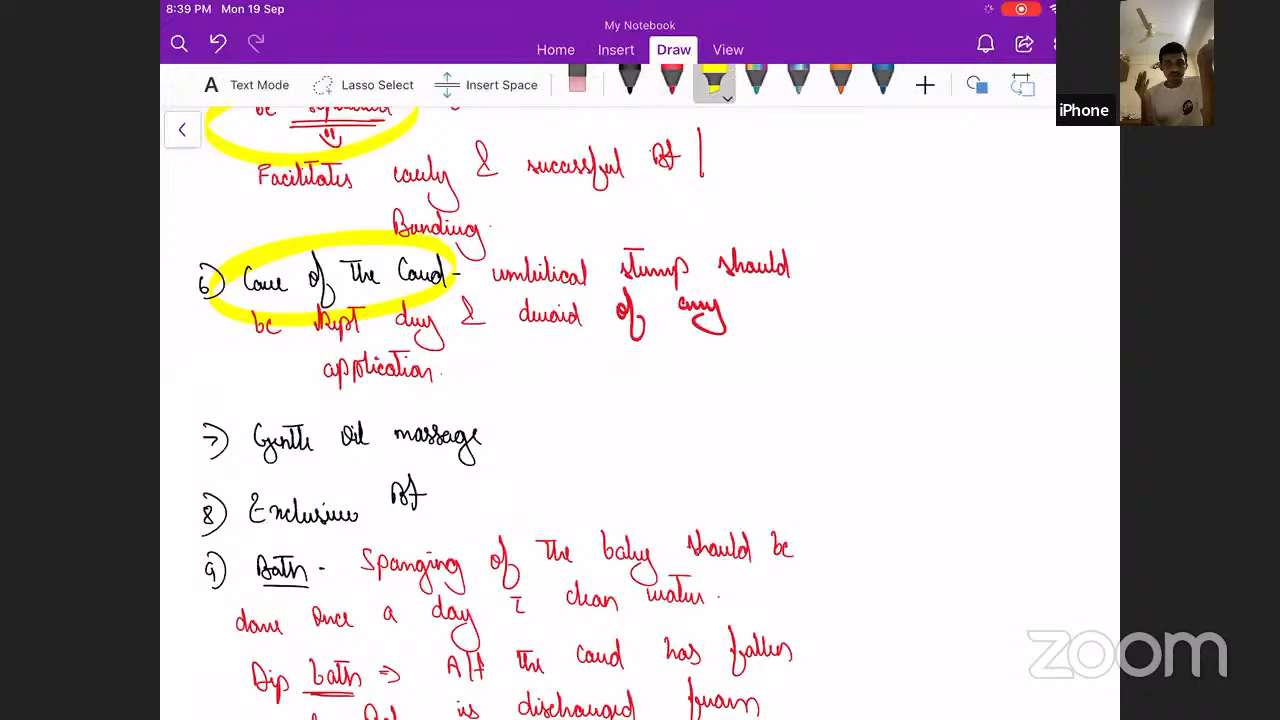 8:39 PM Mon 19 Sep
My Notebook
Home Insert Draw View
Text Mode Lasso Select Insert Space
iPhone
be separated
Facilitates early & successful Bf |
Bonding.
6) Care of the Cord - umbilical stump should
be kept dry & devoid of any
application.
7) Gentle Oil massage
8) Exclusive Bf
9) Bath - Sponging of the baby should be
done once a day c̄ clean water.
Dip bath => Aft the cord has fallen
is discharged from
zoom